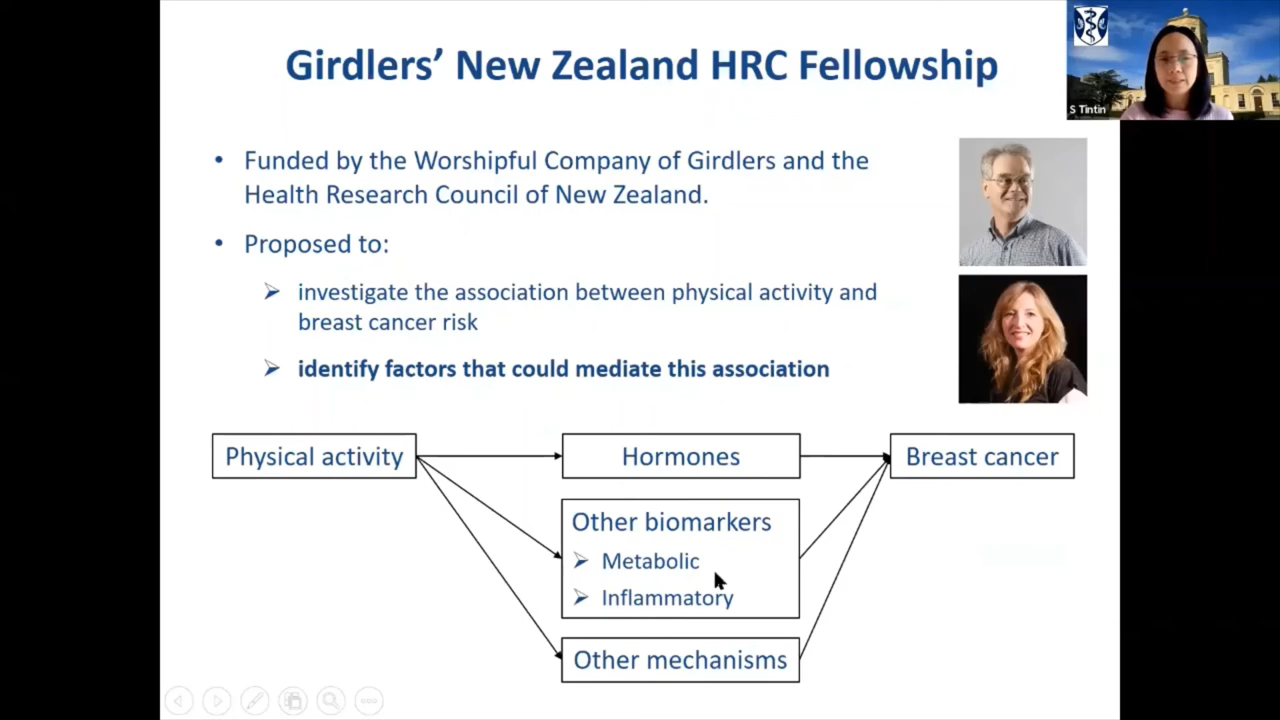 Girdlers’ New Zealand HRC Fellowship
S Tintin
• Funded by the Worshipful Company of Girdlers and the
Health Research Council of New Zealand.
• Proposed to:
➢ investigate the association between physical activity and
breast cancer risk
➢ identify factors that could mediate this association
Physical activity
Hormones
Breast cancer
Other biomarkers
➢ Metabolic
➢ Inflammatory
Other mechanisms